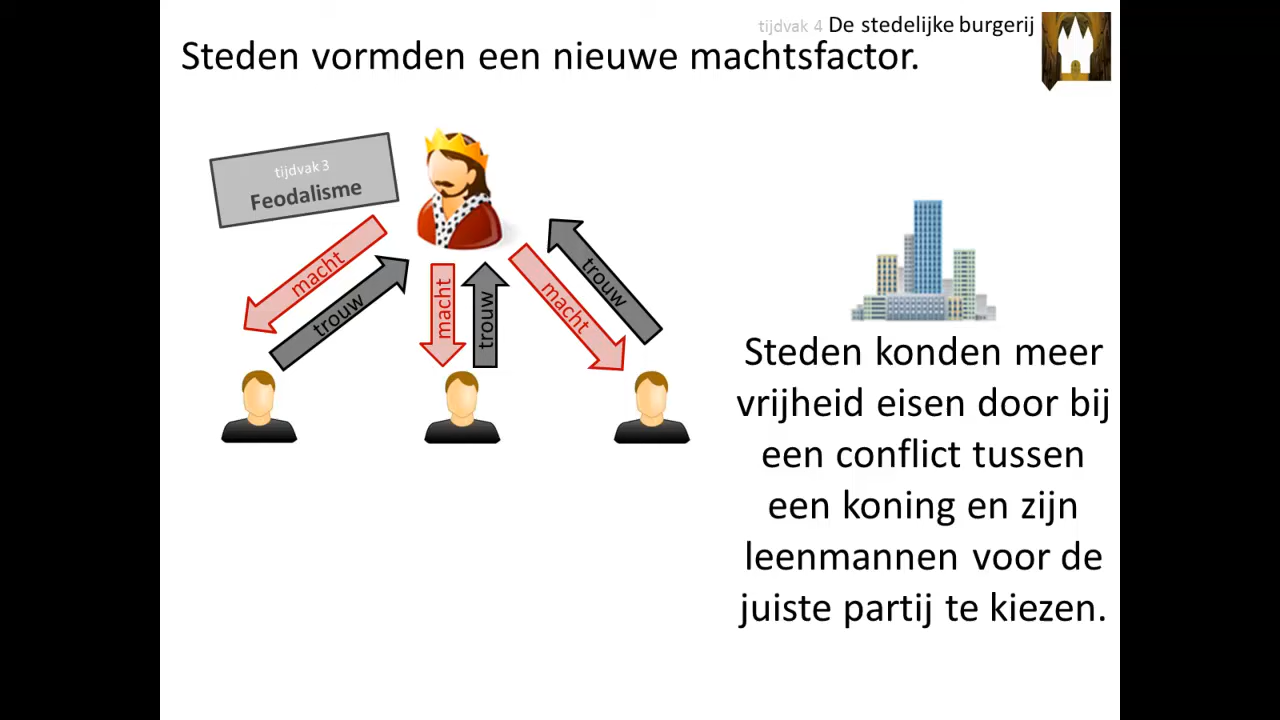 tijdvak 4 De stedelijke burgerij
Steden vormden een nieuwe machtsfactor.
tijdvak 3
Feodalisme
macht
trouw
macht
trouw
macht
trouw
Steden konden meer
vrijheid eisen door bij
een conflict tussen
een koning en zijn
leenmannen voor de
juiste partij te kiezen.